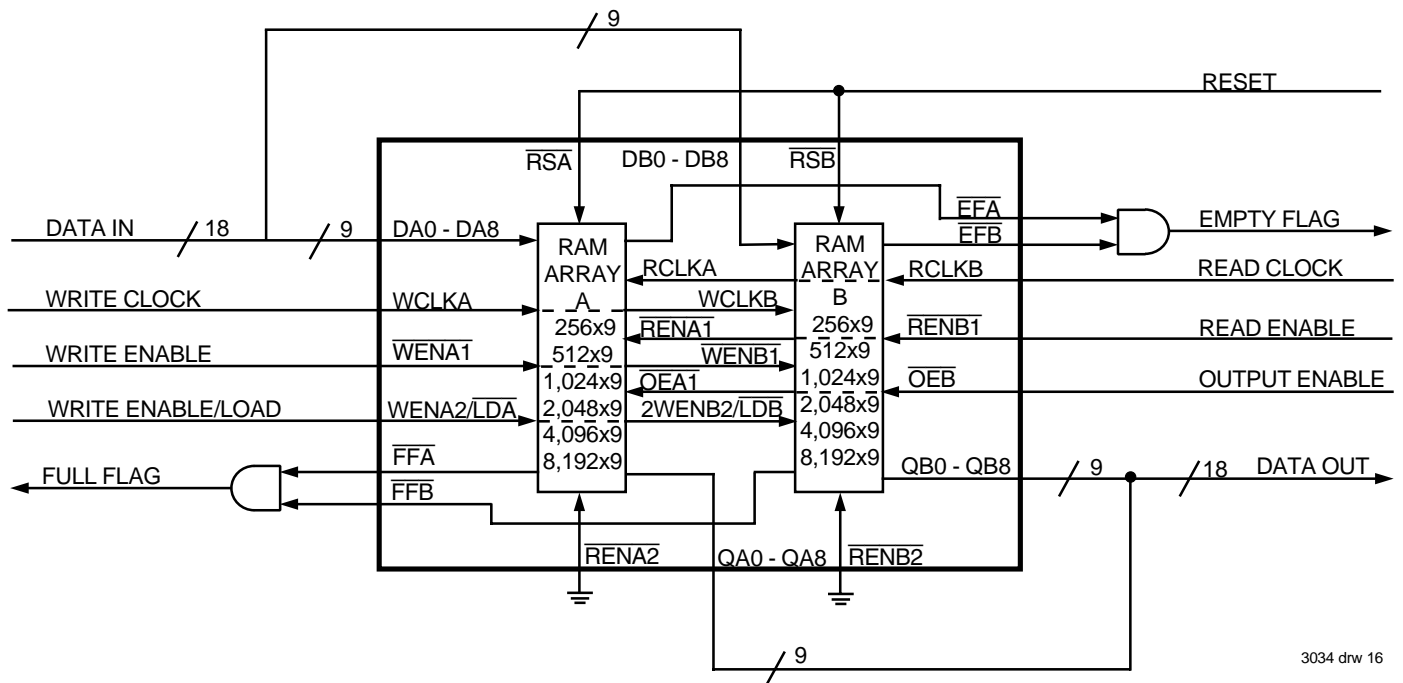 9
RESET
RSA
DB0 - DB8
RSB
DATA IN
18
9
DA0 - DA8
EFA
EFB
EMPTY FLAG
RAM
ARRAY
A
256x9
512x9
1,024x9
2,048x9
4,096x9
8,192x9
RAM
ARRAY
B
256x9
512x9
1,024x9
2,048x9
4,096x9
8,192x9
RCLKA
RCLKB
READ CLOCK
WRITE CLOCK
WCLKA
WCLKB
RENA1
RENB1
READ ENABLE
WRITE ENABLE
WENA1
WENB1
OEA1
OEB
OUTPUT ENABLE
WRITE ENABLE/LOAD
WENA2/LDA
2WENB2/LDB
FULL FLAG
FFA
FFB
QB0 - QB8
9
18
DATA OUT
RENA2
QA0 - QA8
RENB2
9
3034 drw 16